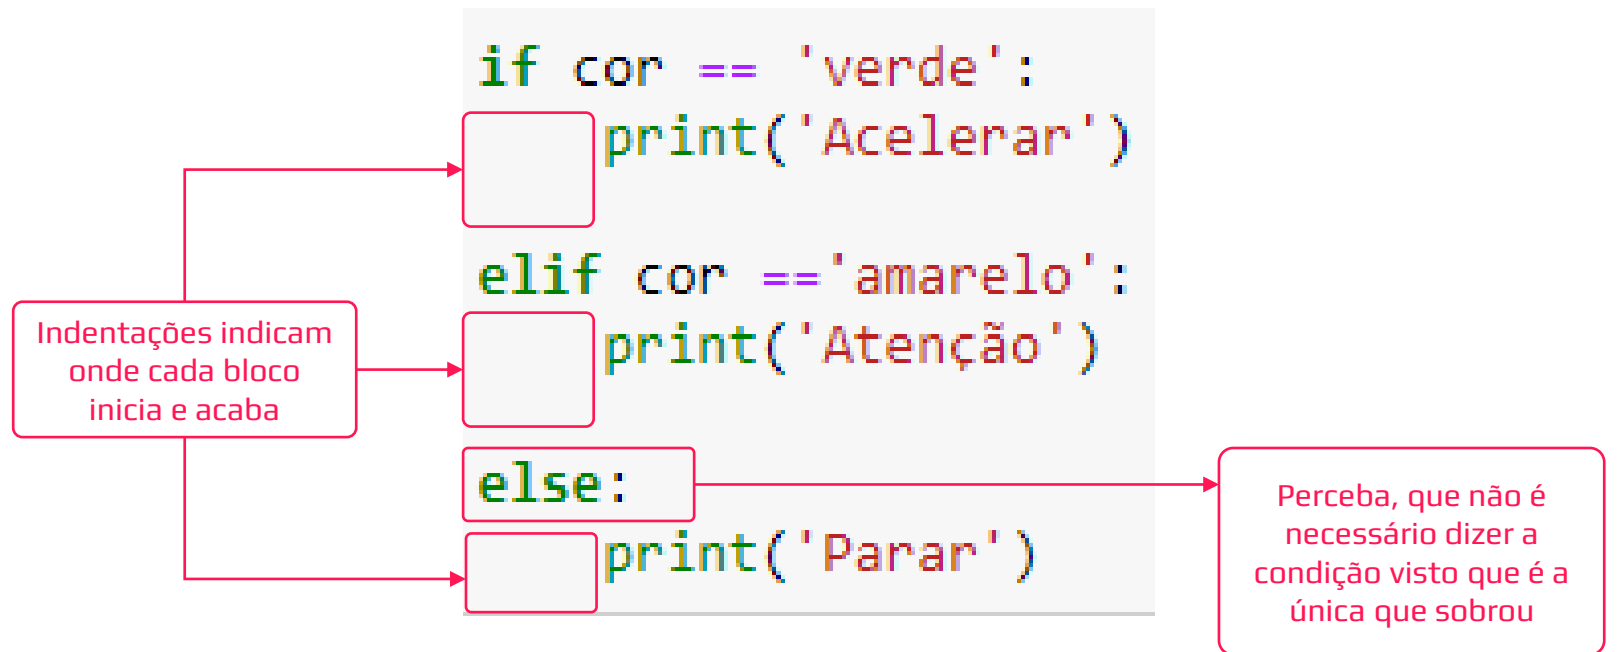 if cor == 'verde':
print('Acelerar')
elif cor =='amarelo':
print('Atenção')
else:
print('Parar')
Indentações indicam
onde cada bloco
inicia e acaba
Perceba, que não é
necessário dizer a
condição visto que é a
única que sobrou